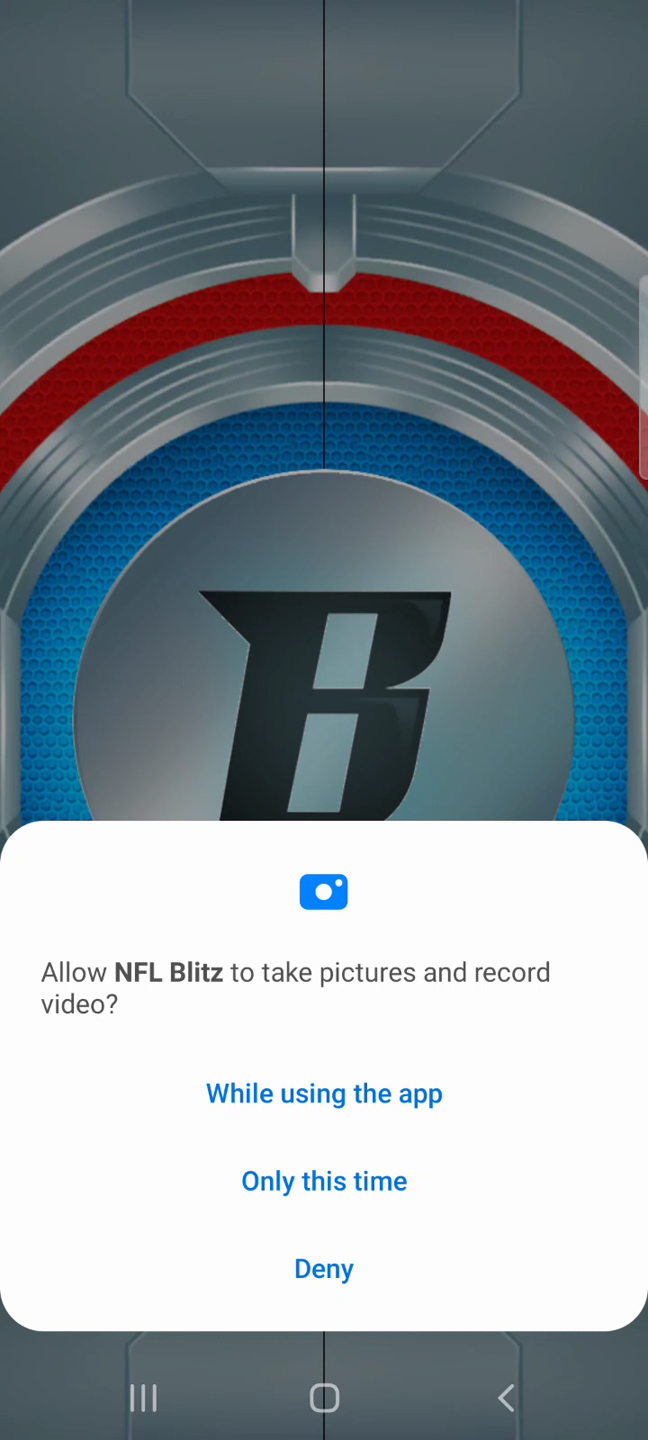 B
Allow NFL Blitz to take pictures and record
video?
While using the app
Only this time
Deny